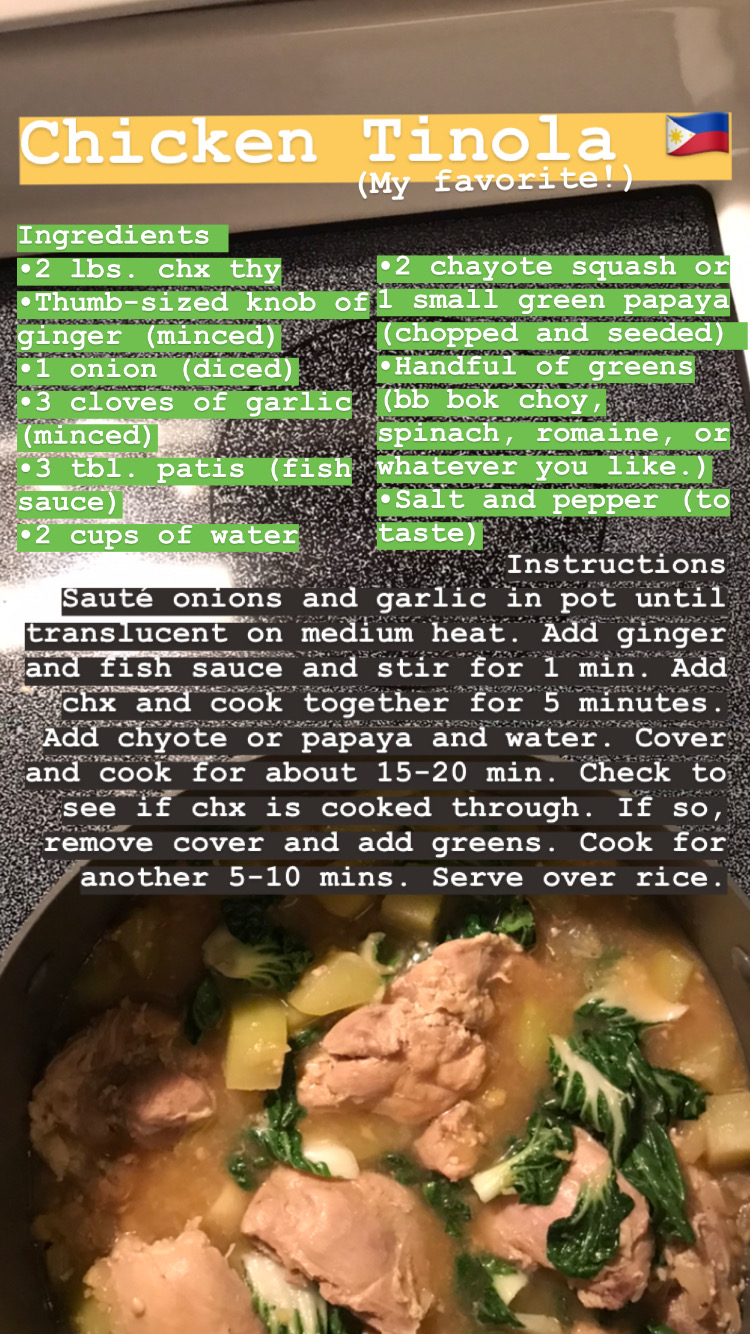 Chicken Tinola 🇵🇭
(My favorite!)
Ingredients
•2 lbs. chx thy
•Thumb-sized knob of
ginger (minced)
•1 onion (diced)
•3 cloves of garlic
(minced)
•3 tbl. patis (fish
sauce)
•2 cups of water
•2 chayote squash or
1 small green papaya
(chopped and seeded)
•Handful of greens
(bb bok choy,
spinach, romaine, or
whatever you like.)
•Salt and pepper (to
taste)
Instructions
Sauté onions and garlic in pot until
translucent on medium heat. Add ginger
and fish sauce and stir for 1 min. Add
chx and cook together for 5 minutes.
Add chyote or papaya and water. Cover
and cook for about 15-20 min. Check to
see if chx is cooked through. If so,
remove cover and add greens. Cook for
another 5-10 mins. Serve over rice.